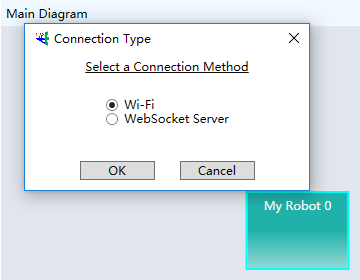 Main Diagram
Connection Type
Select a Connection Method
Wi-Fi
WebSocket Server
OK
Cancel
My Robot 0